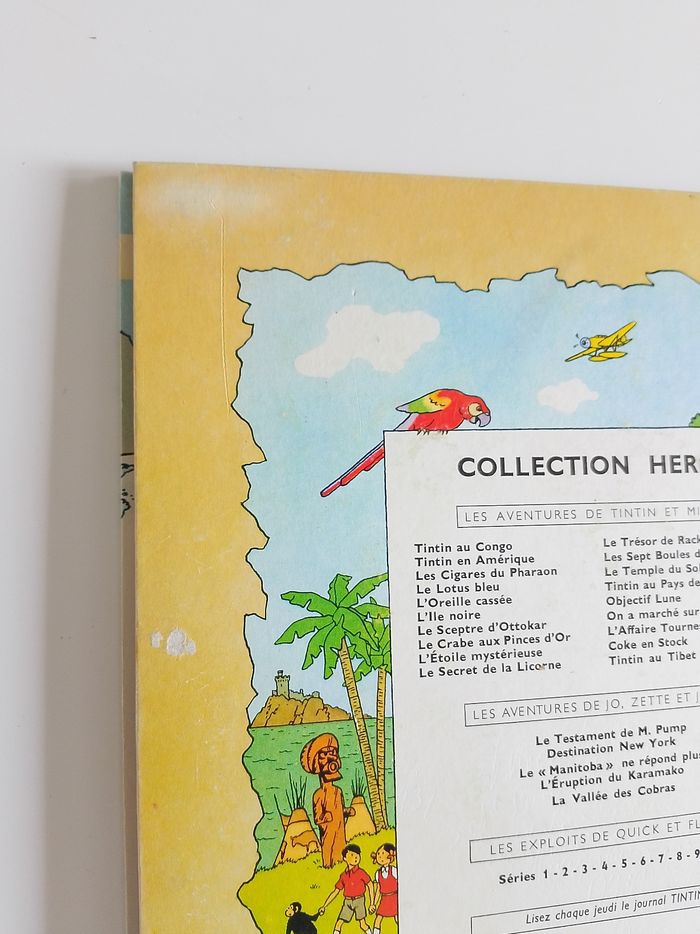 COLLECTION HER
LES AVENTURES DE TINTIN ET MI
Tintin au Congo
Tintin en Amérique
Les Cigares du Pharaon
Le Lotus bleu
L'Oreille cassée
L'Ile noire
Le Sceptre d'Ottokar
Le Crabe aux Pinces d'Or
L'Étoile mystérieuse
Le Secret de la Licorne
Le Trésor de Rack
Les Sept Boules d
Le Temple du Sol
Tintin au Pays de
Objectif Lune
On a marché sur
L'Affaire Tournes
Coke en Stock
Tintin au Tibet
LES AVENTURES DE JO, ZETTE ET J
Le Testament de M. Pump
Destination New York
Le « Manitoba » ne répond plus
L'Éruption du Karamako
La Vallée des Cobras
LES EXPLOITS DE QUICK ET FL
Séries 1 - 2 - 3 - 4 - 5 - 6 - 7 - 8 - 9
Lisez chaque jeudi le journal TINTIN